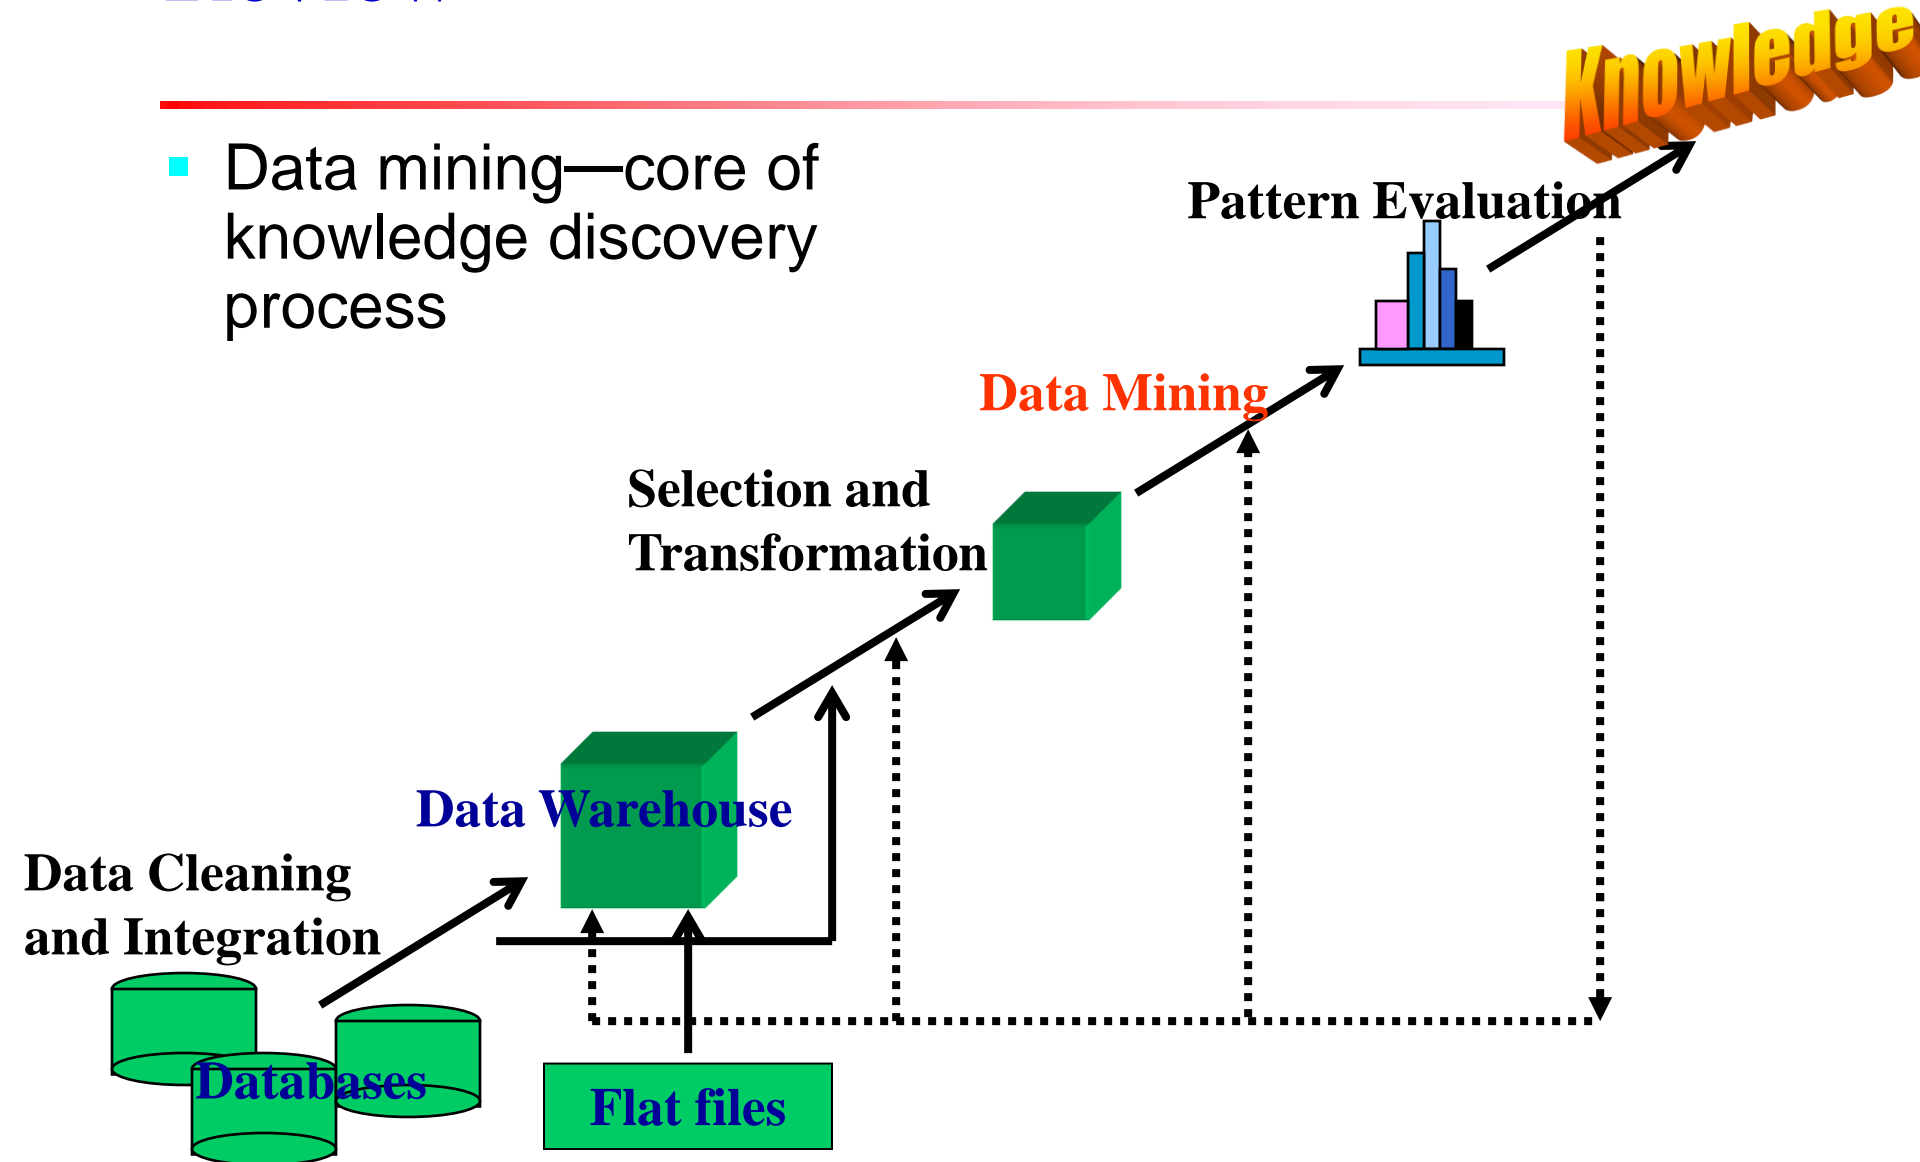 Knowledge
Data mining—core of
knowledge discovery
process
Pattern Evaluation
Data Mining
Selection and
Transformation
Data Warehouse
Data Cleaning
and Integration
Databases
Flat files